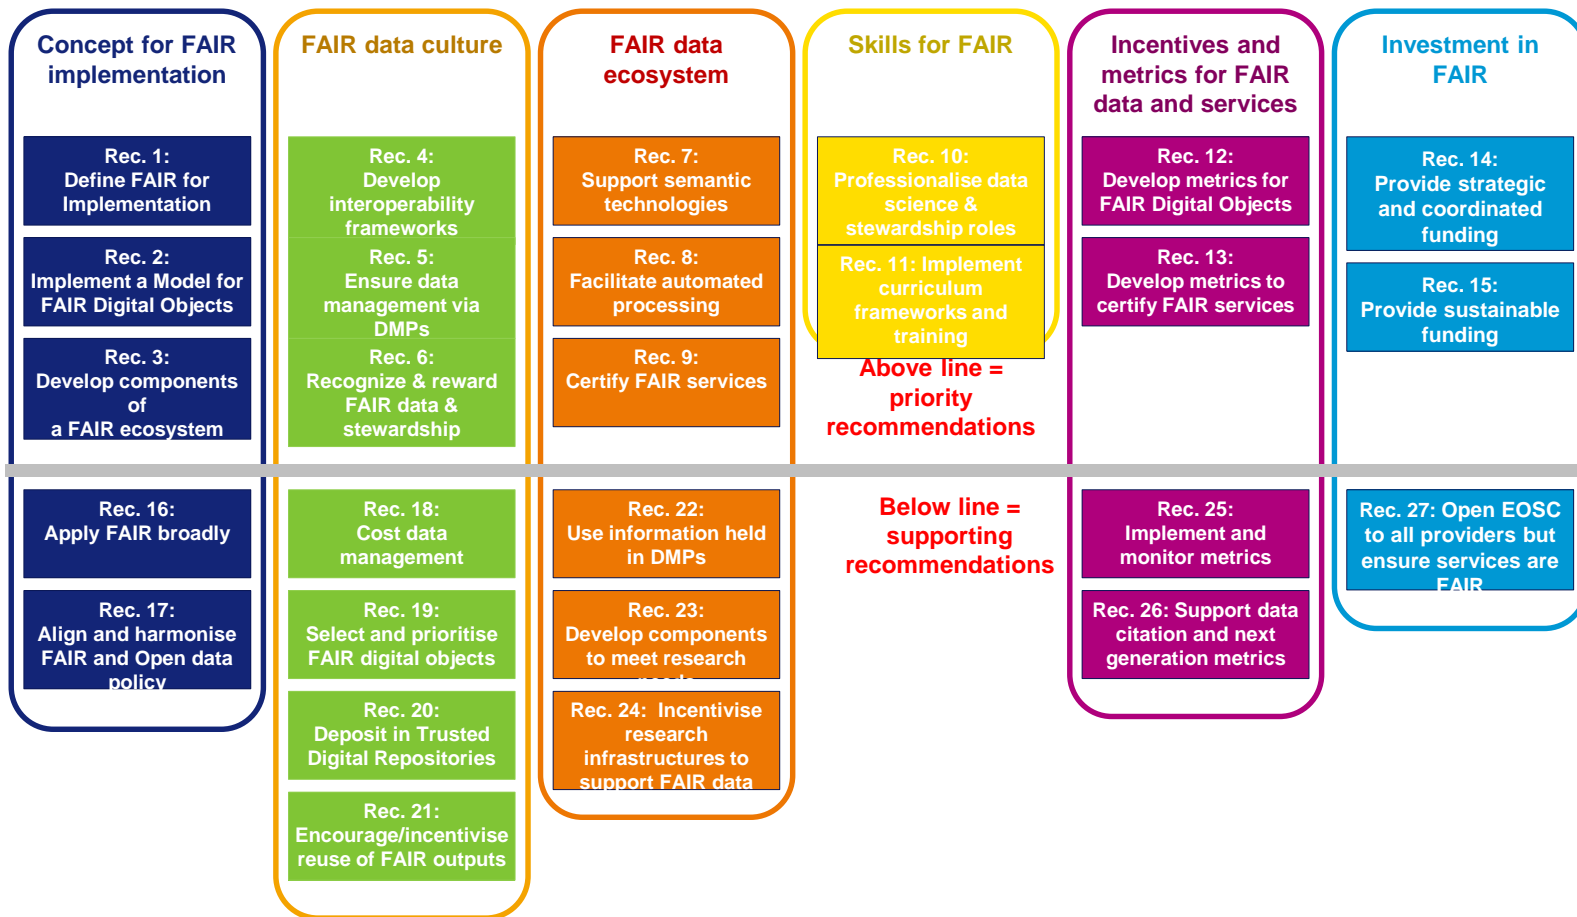 Concept for FAIR
implementation
Rec. 1:
Define FAIR for
Implementation
Rec. 2:
Implement a Model for
FAIR Digital Objects
Rec. 3:
Develop components
of
a FAIR ecosystem
Rec. 16:
Apply FAIR broadly
Rec. 17:
Align and harmonise
FAIR and Open data
policy
FAIR data culture
Rec. 4:
Develop
interoperability
frameworks
Rec. 5:
Ensure data
management via
DMPs
Rec. 6:
Recognize & reward
FAIR data &
stewardship
Rec. 18:
Cost data
management
Rec. 19:
Select and prioritise
FAIR digital objects
Rec. 20:
Deposit in Trusted
Digital Repositories
Rec. 21:
Encourage/incentivise
reuse of FAIR outputs
FAIR data
ecosystem
Rec. 7:
Support semantic
technologies
Rec. 8:
Facilitate automated
processing
Rec. 9:
Certify FAIR services
Rec. 22:
Use information held
in DMPs
Rec. 23:
Develop components
to meet research
needs
Rec. 24: Incentivise
research
infrastructures to
support FAIR data
Skills for FAIR
Rec. 10:
Professionalise data
science &
stewardship roles
Rec. 11: Implement
curriculum
frameworks and
training
Above line =
priority
recommendations
Below line =
supporting
recommendations
Incentives and
metrics for FAIR
data and services
Rec. 12:
Develop metrics for
FAIR Digital Objects
Rec. 13:
Develop metrics to
certify FAIR services
Rec. 25:
Implement and
monitor metrics
Rec. 26: Support data
citation and next
generation metrics
Investment in
FAIR
Rec. 14:
Provide strategic
and coordinated
funding
Rec. 15:
Provide sustainable
funding
Rec. 27: Open EOSC
to all providers but
ensure services are
FAIR